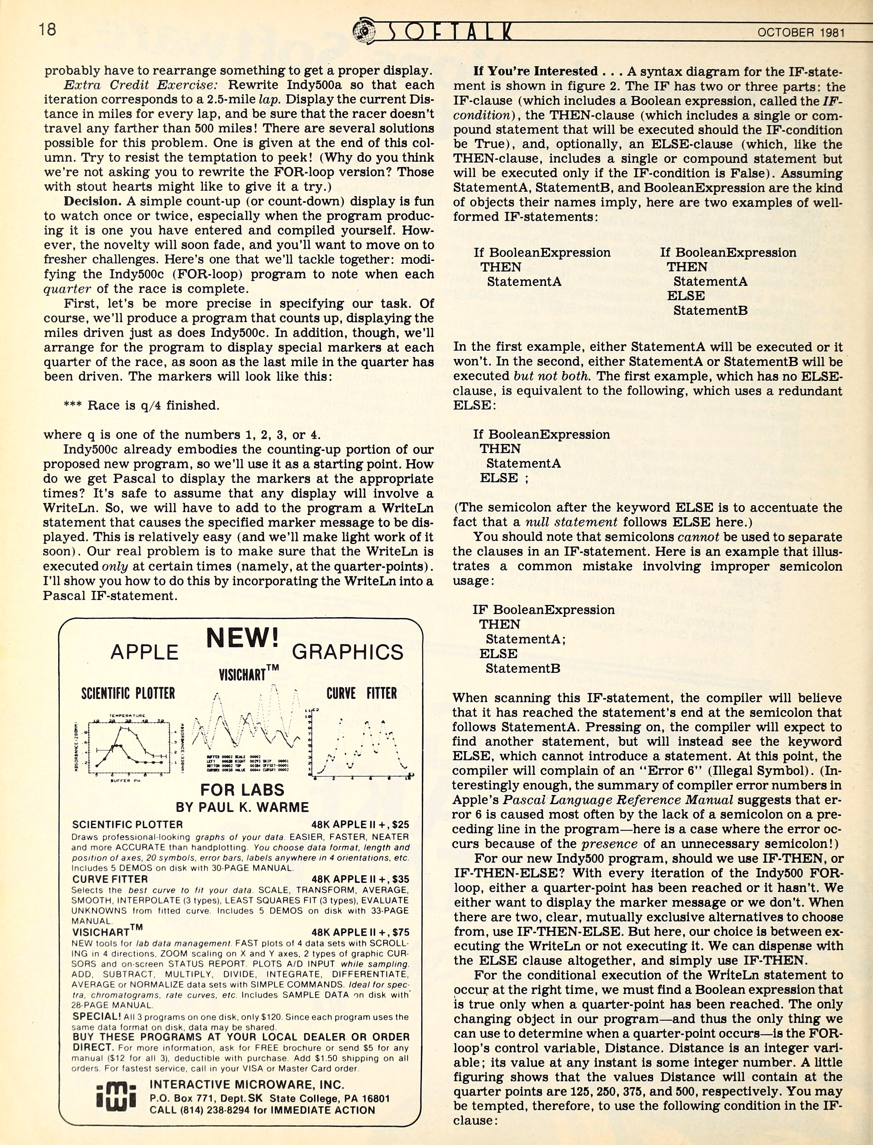 18
SOFTALK
OCTOBER 1981
probably have to rearrange something to get a proper display.
Extra Credit Exercise: Rewrite Indy500a so that each
iteration corresponds to a 2.5-mile lap. Display the current Dis-
tance in miles for every lap, and be sure that the racer doesn't
travel any farther than 500 miles! There are several solutions
possible for this problem. One is given at the end of this col-
umn. Try to resist the temptation to peek! (Why do you think
we're not asking you to rewrite the FOR-loop version? Those
with stout hearts might like to give it a try.)
Decision. A simple count-up (or count-down) display is fun
to watch once or twice, especially when the program produc-
ing it is one you have entered and compiled yourself. How-
ever, the novelty will soon fade, and you'll want to move on to
fresher challenges. Here's one that we'll tackle together: modi-
fying the Indy500c (FOR-loop) program to note when each
quarter of the race is complete.
First, let's be more precise in specifying our task. Of
course, we'll produce a program that counts up, displaying the
miles driven just as does Indy500c. In addition, though, we'll
arrange for the program to display special markers at each
quarter of the race, as soon as the last mile in the quarter has
been driven. The markers will look like this:
*** Race is q/4 finished.
where q is one of the numbers 1, 2, 3, or 4.
Indy500c already embodies the counting-up portion of our
proposed new program, so we'll use it as a starting point. How
do we get Pascal to display the markers at the appropriate
times? It's safe to assume that any display will involve a
WriteLn. So, we will have to add to the program a WriteLn
statement that causes the specified marker message to be dis-
played. This is relatively easy (and we'll make light work of it
soon). Our real problem is to make sure that the WriteLn is
executed only at certain times (namely, at the quarter-points).
I'll show you how to do this by incorporating the WriteLn into a
Pascal IF-statement.
NEW!
APPLE GRAPHICS
VISICHART™
SCIENTIFIC PLOTTER
CURVE FITTER
TEMPERATURE
BUFFER PH
FOR LABS
BY PAUL K. WARME
SCIENTIFIC PLOTTER 48K APPLE II +, $25
Draws professional-looking graphs of your data. EASIER, FASTER, NEATER
and more ACCURATE than handplotting. You choose data format, length and
position of axes, 20 symbols, error bars, labels anywhere in 4 orientations, etc.
Includes 5 DEMOS on disk with 30-PAGE MANUAL.
CURVE FITTER 48K APPLE II +, $35
Selects the best curve to fit your data. SCALE, TRANSFORM, AVERAGE,
SMOOTH, INTERPOLATE (3 types), LEAST SQUARES FIT (3 types), EVALUATE
UNKNOWNS from fitted curve. Includes 5 DEMOS on disk with 33-PAGE
MANUAL.
VISICHART™ 48K APPLE II +, $75
NEW tools for lab data management. FAST plots of 4 data sets with SCROLL-
ING in 4 directions, ZOOM scaling on X and Y axes, 2 types of graphic CUR-
SORS and on-screen STATUS REPORT. PLOTS A/D INPUT while sampling.
ADD, SUBTRACT, MULTIPLY, DIVIDE, INTEGRATE, DIFFERENTIATE,
AVERAGE or NORMALIZE data sets with SIMPLE COMMANDS. Ideal for spec-
tra, chromatograms, rate curves, etc. Includes SAMPLE DATA on disk with
28-PAGE MANUAL.
SPECIAL! All 3 programs on one disk, only $120. Since each program uses the
same data format on disk, data may be shared.
BUY THESE PROGRAMS AT YOUR LOCAL DEALER OR ORDER
DIRECT. For more information, ask for FREE brochure or send $5 for any
manual ($12 for all 3), deductible with purchase. Add $1.50 shipping on all
orders. For fastest service, call in your VISA or Master Card order.
INTERACTIVE MICROWARE, INC.
P.O. Box 771, Dept. SK State College, PA 16801
CALL (814) 238-8294 for IMMEDIATE ACTION
If You're Interested . . . A syntax diagram for the IF-state-
ment is shown in figure 2. The IF has two or three parts: the
IF-clause (which includes a Boolean expression, called the IF-
condition), the THEN-clause (which includes a single or com-
pound statement that will be executed should the IF-condition
be True), and, optionally, an ELSE-clause (which, like the
THEN-clause, includes a single or compound statement but
will be executed only if the IF-condition is False). Assuming
StatementA, StatementB, and BooleanExpression are the kind
of objects their names imply, here are two examples of well-
formed IF-statements:
If BooleanExpression
THEN
StatementA
If BooleanExpression
THEN
StatementA
ELSE
StatementB
In the first example, either StatementA will be executed or it
won't. In the second, either StatementA or StatementB will be
executed but not both. The first example, which has no ELSE-
clause, is equivalent to the following, which uses a redundant
ELSE:
If BooleanExpression
THEN
StatementA
ELSE ;
(The semicolon after the keyword ELSE is to accentuate the
fact that a null statement follows ELSE here.)
You should note that semicolons cannot be used to separate
the clauses in an IF-statement. Here is an example that illus-
trates a common mistake involving improper semicolon
usage:
IF BooleanExpression
THEN
StatementA;
ELSE
StatementB
When scanning this IF-statement, the compiler will believe
that it has reached the statement's end at the semicolon that
follows StatementA. Pressing on, the compiler will expect to
find another statement, but will instead see the keyword
ELSE, which cannot introduce a statement. At this point, the
compiler will complain of an "Error 6" (Illegal Symbol). (In-
terestingly enough, the summary of compiler error numbers in
Apple's Pascal Language Reference Manual suggests that er-
ror 6 is caused most often by the lack of a semicolon on a pre-
ceding line in the program—here is a case where the error oc-
curs because of the presence of an unnecessary semicolon!)
For our new Indy500 program, should we use IF-THEN, or
IF-THEN-ELSE? With every iteration of the Indy500 FOR-
loop, either a quarter-point has been reached or it hasn't. We
either want to display the marker message or we don't. When
there are two, clear, mutually exclusive alternatives to choose
from, use IF-THEN-ELSE. But here, our choice is between ex-
ecuting the WriteLn or not executing it. We can dispense with
the ELSE clause altogether, and simply use IF-THEN.
For the conditional execution of the WriteLn statement to
occur at the right time, we must find a Boolean expression that
is true only when a quarter-point has been reached. The only
changing object in our program—and thus the only thing we
can use to determine when a quarter-point occurs—is the FOR-
loop's control variable, Distance. Distance is an integer vari-
able; its value at any instant is some integer number. A little
figuring shows that the values Distance will contain at the
quarter points are 125, 250, 375, and 500, respectively. You may
be tempted, therefore, to use the following condition in the IF-
clause: